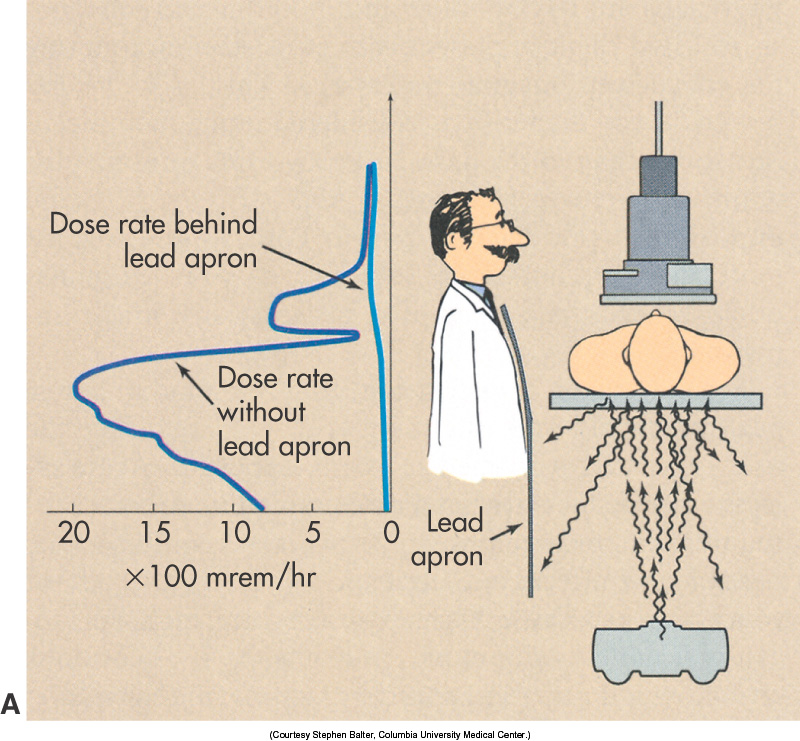 Dose rate behind
lead apron
Dose rate
without
lead apron
20 15 10 5 0
×100 mrem/hr
Lead
apron
A
(Courtesy Stephen Balter, Columbia University Medical Center.)